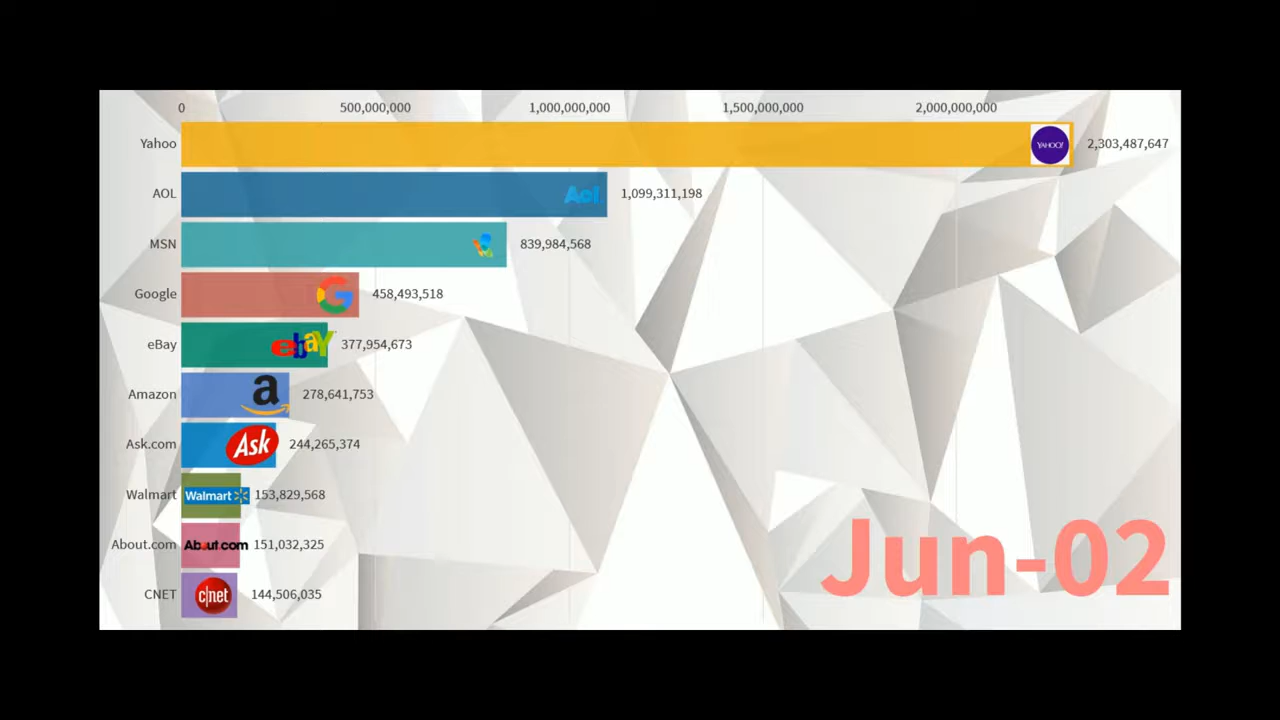 0 500,000,000 1,000,000,000 1,500,000,000 2,000,000,000
Yahoo YAHOO! 2,303,487,647
AOL Aol 1,099,311,198
MSN 839,984,568
Google G 458,493,518
eBay ebaY 377,954,673
Amazon a 278,641,753
Ask.com Ask 244,265,374
Walmart Walmart 153,829,568
About.com About.com 151,032,325
CNET c|net 144,506,035
Jun-02